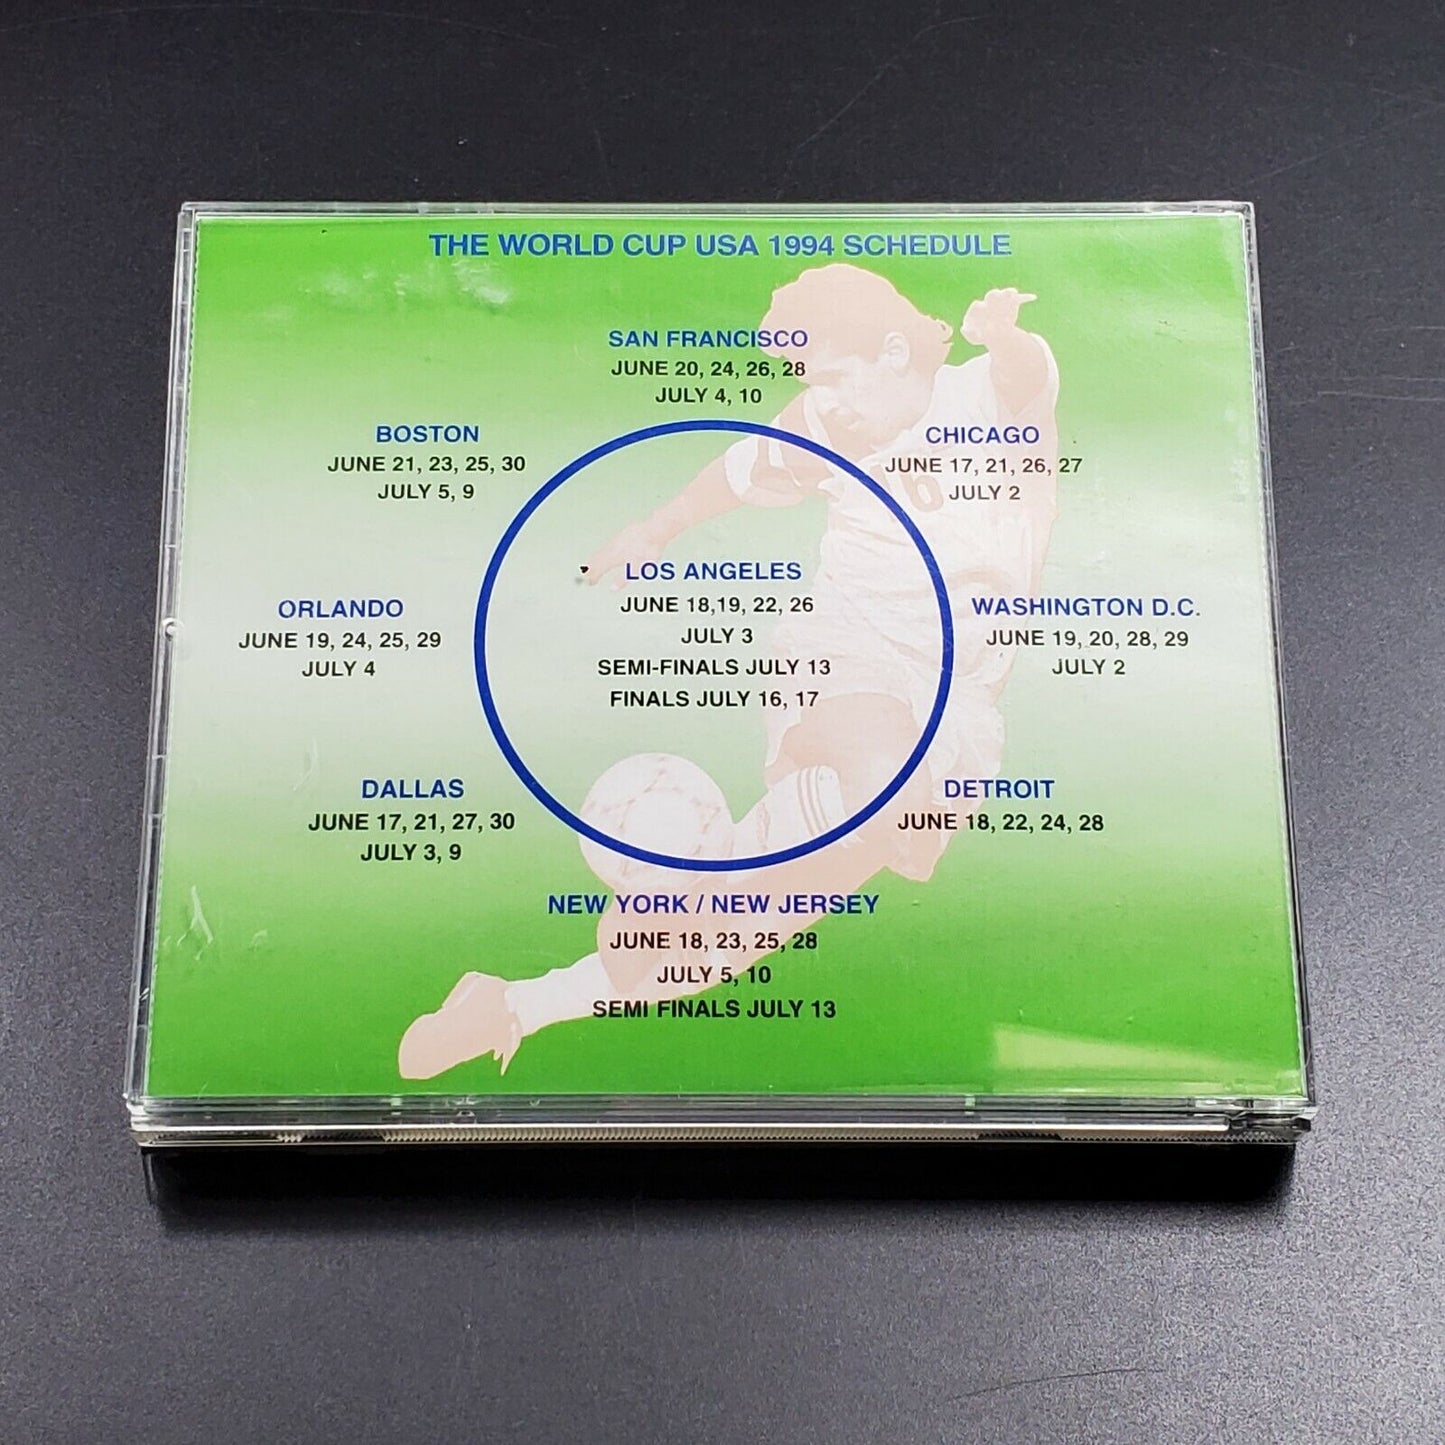 THE WORLD CUP USA 1994 SCHEDULE
SAN FRANCISCO
JUNE 20, 24, 26, 28
JULY 4, 10
BOSTON
JUNE 21, 23, 25, 30
JULY 5, 9
CHICAGO
JUNE 17, 21, 26, 27
JULY 2
LOS ANGELES
JUNE 18,19, 22, 26
JULY 3
SEMI-FINALS JULY 13
FINALS JULY 16, 17
ORLANDO
JUNE 19, 24, 25, 29
JULY 4
WASHINGTON D.C.
JUNE 19, 20, 28, 29
JULY 2
DALLAS
JUNE 17, 21, 27, 30
JULY 3, 9
DETROIT
JUNE 18, 22, 24, 28
NEW YORK / NEW JERSEY
JUNE 18, 23, 25, 28
JULY 5, 10
SEMI FINALS JULY 13